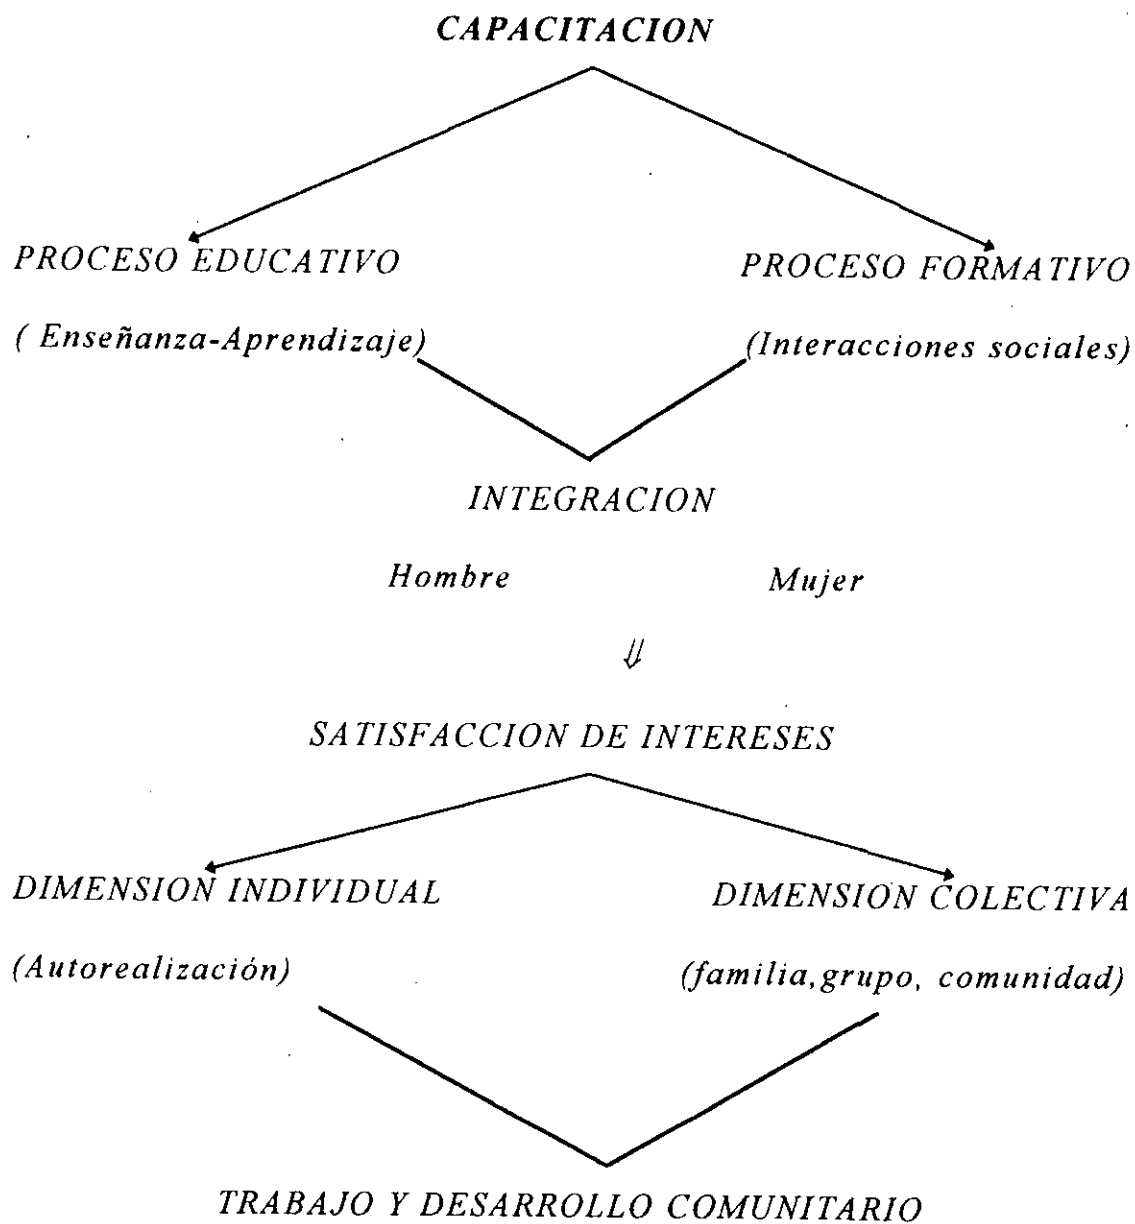 CAPACITACION
PROCESO EDUCATIVO
PROCESO FORMATIVO
( Enseñanza-Aprendizaje)
(Interacciones sociales)
INTEGRACION
Hombre
Mujer
⇓
SATISFACCION DE INTERESES
DIMENSION INDIVIDUAL
DIMENSION COLECTIVA
(Autorealización)
(familia,grupo, comunidad)
TRABAJO Y DESARROLLO COMUNITARIO